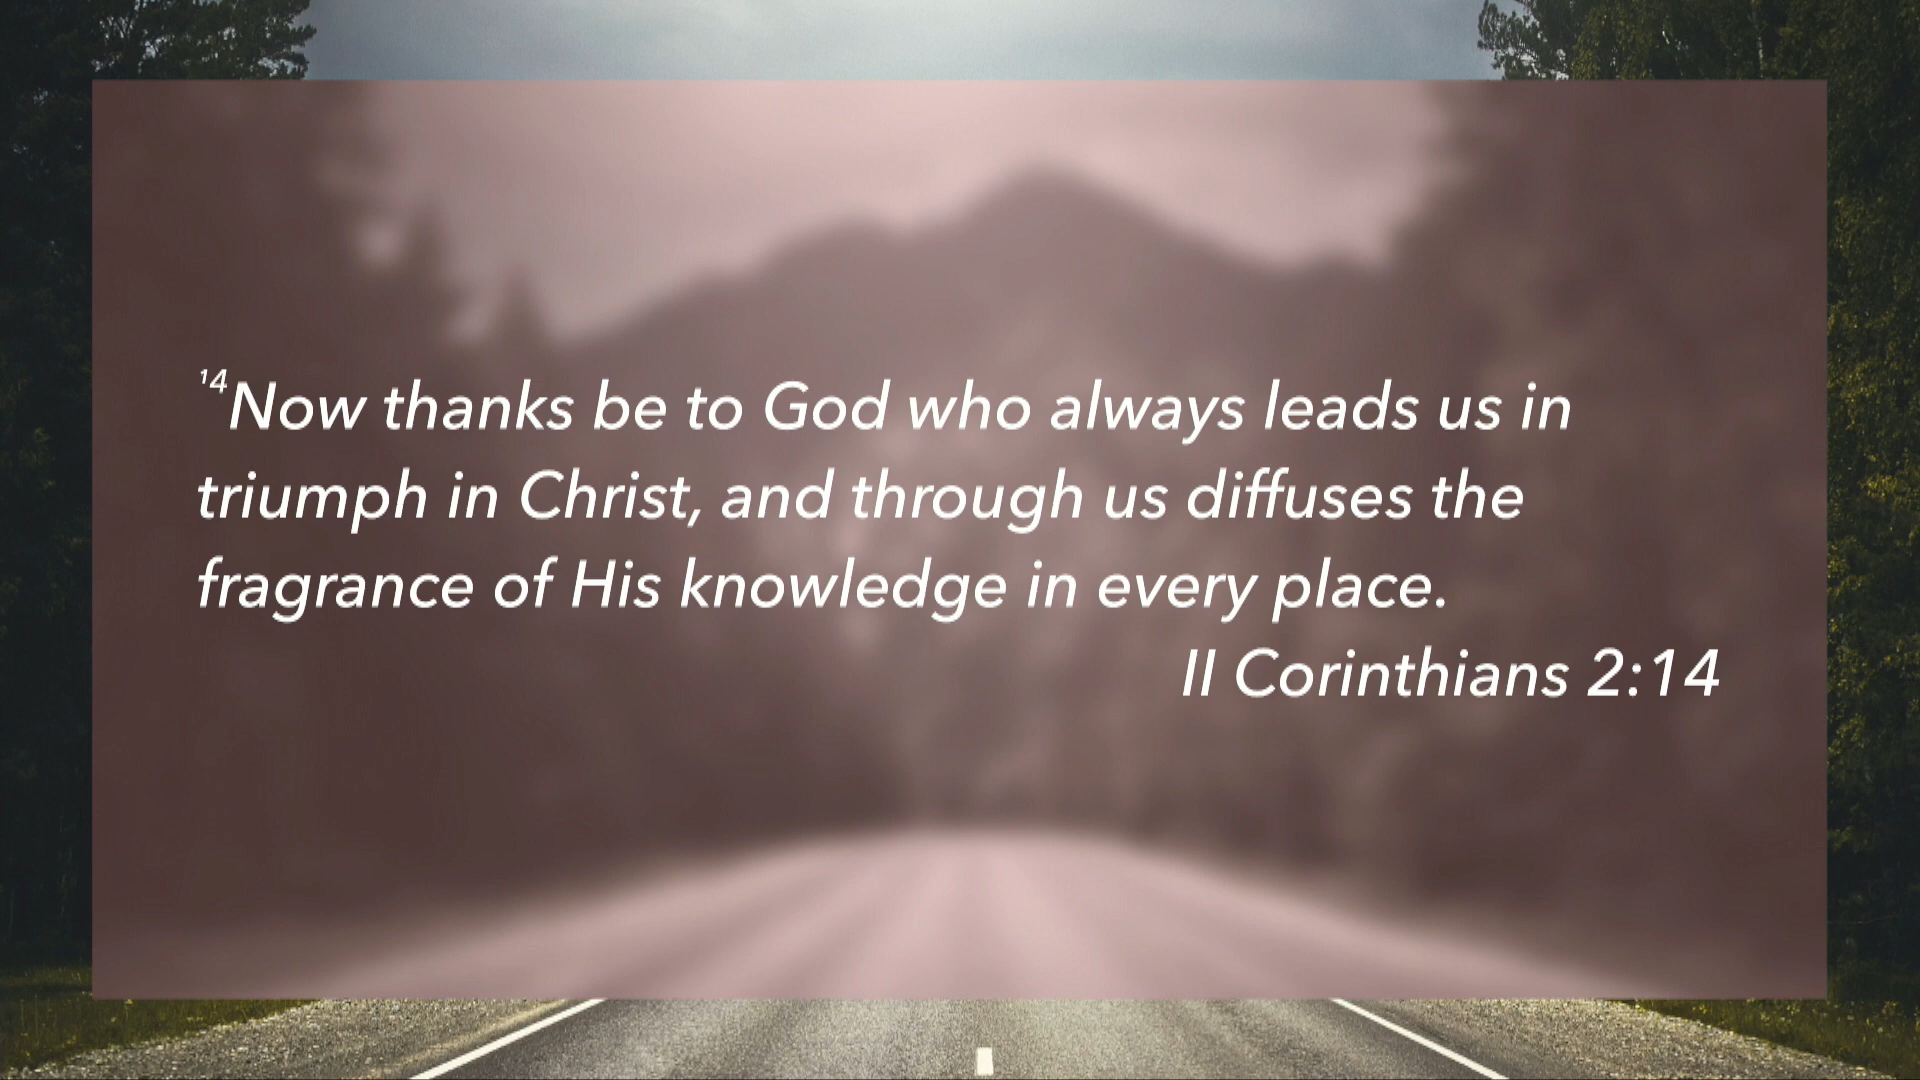 ¹⁴Now thanks be to God who always leads us in
triumph in Christ, and through us diffuses the
fragrance of His knowledge in every place.
II Corinthians 2:14